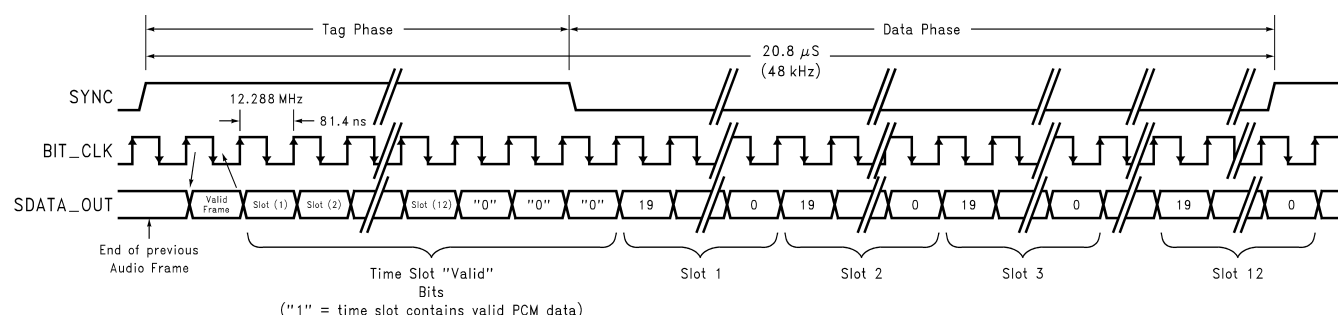 Tag Phase
Data Phase
20.8 μS
(48 kHz)
SYNC
12.288 MHz
81.4 ns
BIT_CLK
SDATA_OUT
Valid
Frame
Slot (1)
Slot (2)
Slot (12)
"0"
"0"
"0"
19
0
19
0
19
0
19
0
End of previous
Audio Frame
Time Slot "Valid"
Bits
("1" = time slot contains valid PCM data)
Slot 1
Slot 2
Slot 3
Slot 12